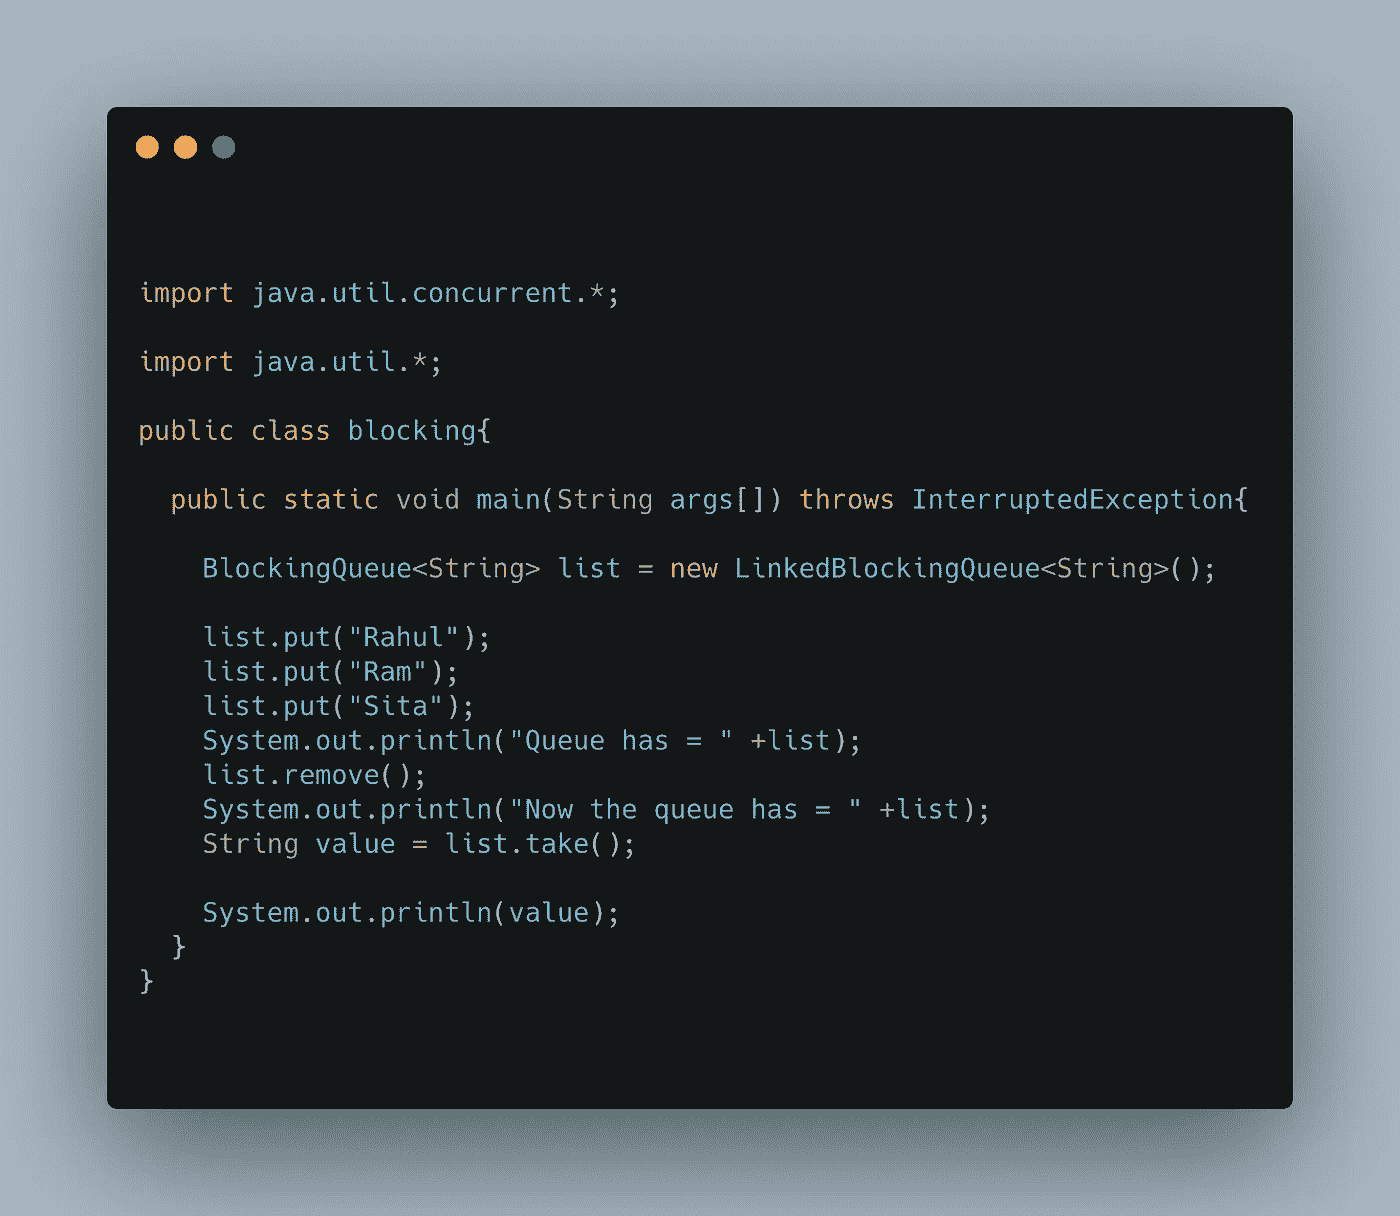 import java.util.concurrent.*;
import java.util.*;
public class blocking{
public static void main(String args[]) throws InterruptedException{
BlockingQueue<String> list = new LinkedBlockingQueue<String>();
list.put("Rahul");
list.put("Ram");
list.put("Sita");
System.out.println("Queue has = " +list);
list.remove();
System.out.println("Now the queue has = " +list);
String value = list.take();
System.out.println(value);
}
}